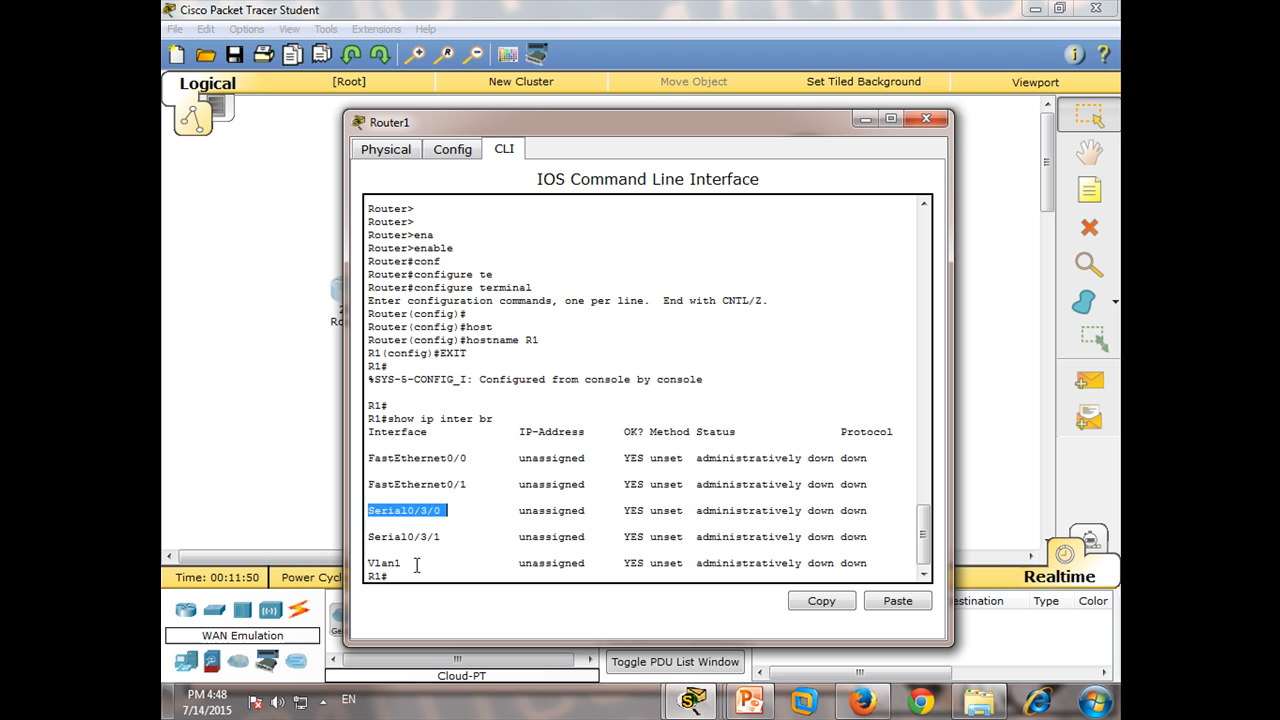 Cisco Packet Tracer Student
File Edit Options View Tools Extensions Help
Logical [Root] New Cluster Move Object Set Tiled Background Viewport
Router1
Physical Config CLI
IOS Command Line Interface
Router>
Router>
Router>ena
Router>enable
Router#conf
Router#configure te
Router#configure terminal
Enter configuration commands, one per line.  End with CNTL/Z.
Router(config)#
Router(config)#host
Router(config)#hostname R1
R1(config)#EXIT
R1#
%SYS-5-CONFIG_I: Configured from console by console
R1#
R1#show ip inter br
Interface IP-Address OK? Method Status Protocol
FastEthernet0/0 unassigned YES unset administratively down down
FastEthernet0/1 unassigned YES unset administratively down down
Serial0/3/0 unassigned YES unset administratively down down
Serial0/3/1 unassigned YES unset administratively down down
Vlan1 unassigned YES unset administratively down down
R1#
Copy Paste
Time: 00:11:50 Power Cyc Realtime
estination Type Color
WAN Emulation
Toggle PDU List Window
Cloud-PT
PM 4:48
7/14/2015
EN